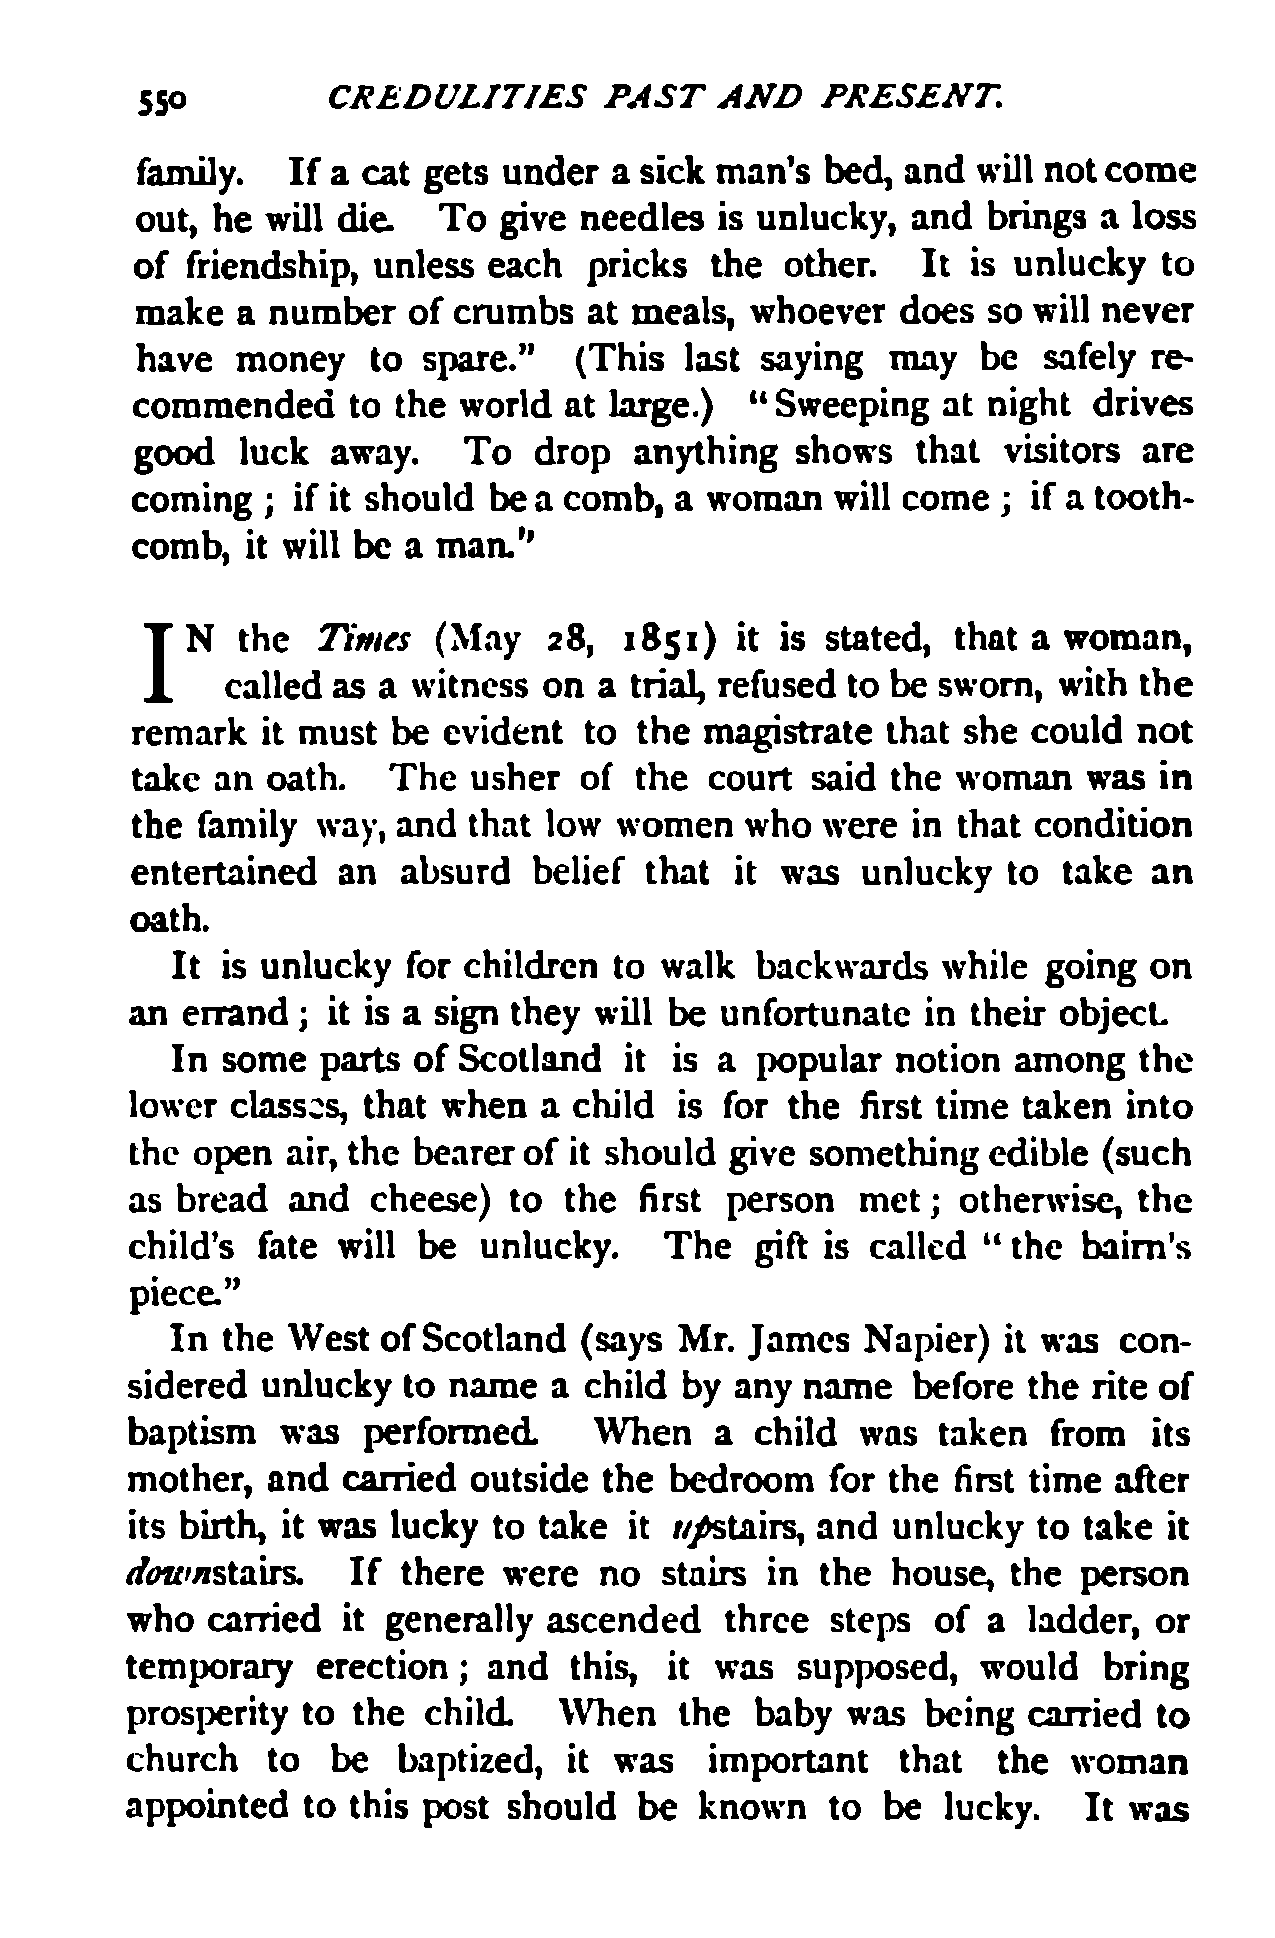 550 CREDULITIES PAST AND PRESENT.
family. If a cat gets under a sick man's bed, and will not come
out, he will die. To give needles is unlucky, and brings a loss
of friendship, unless each pricks the other. It is unlucky to
make a number of crumbs at meals, whoever does so will never
have money to spare." (This last saying may be safely re-
commended to the world at large.) "Sweeping at night drives
good luck away. To drop anything shows that visitors are
coming ; if it should be a comb, a woman will come ; if a tooth-
comb, it will be a man."
IN the Times (May 28, 1851) it is stated, that a woman,
called as a witness on a trial, refused to be sworn, with the
remark it must be evident to the magistrate that she could not
take an oath. The usher of the court said the woman was in
the family way, and that low women who were in that condition
entertained an absurd belief that it was unlucky to take an
oath.
It is unlucky for children to walk backwards while going on
an errand ; it is a sign they will be unfortunate in their object.
In some parts of Scotland it is a popular notion among the
lower classes, that when a child is for the first time taken into
the open air, the bearer of it should give something edible (such
as bread and cheese) to the first person met ; otherwise, the
child's fate will be unlucky. The gift is called "the bairn's
piece."
In the West of Scotland (says Mr. James Napier) it was con-
sidered unlucky to name a child by any name before the rite of
baptism was performed. When a child was taken from its
mother, and carried outside the bedroom for the first time after
its birth, it was lucky to take it upstairs, and unlucky to take it
downstairs. If there were no stairs in the house, the person
who carried it generally ascended three steps of a ladder, or
temporary erection ; and this, it was supposed, would bring
prosperity to the child. When the baby was being carried to
church to be baptized, it was important that the woman
appointed to this post should be known to be lucky. It was